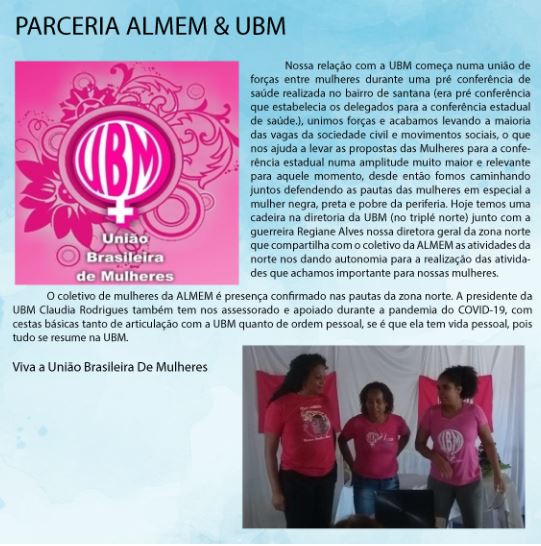 PARCERIA ALMEM & UBM
UBM
União
Brasileira
de Mulheres
Nossa relação com a UBM começa numa união de
forças entre mulheres durante uma pré conferência de
saúde realizada no bairro de santana (era pré conferência
que estabelecia os delegados para a conferência estadual
de saúde.), unimos forças e acabamos levando a maioria
das vagas da sociedade civil e movimentos sociais, o que
nos ajuda a levar as propostas das Mulheres para a confe-
rência estadual numa amplitude muito maior e relevante
para aquele momento, desde então fomos caminhando
juntos defendendo as pautas das mulheres em especial a
mulher negra, preta e pobre da periferia. Hoje temos uma
cadeira na diretoria da UBM (no triplé norte) junto com a
guerreira Regiane Alves nossa diretora geral da zona norte
que compartilha com o coletivo da ALMEM as atividades da
norte nos dando autonomia para a realização das ativida-
des que achamos importante para nossas mulheres.
O coletivo de mulheres da ALMEM é presença confirmado nas pautas da zona norte. A presidente da
UBM Claudia Rodrigues também tem nos assessorado e apoiado durante a pandemia do COVID-19, com
cestas básicas tanto de articulação com a UBM quanto de ordem pessoal, se é que ela tem vida pessoal, pois
tudo se resume na UBM.
Viva a União Brasileira De Mulheres
UBM